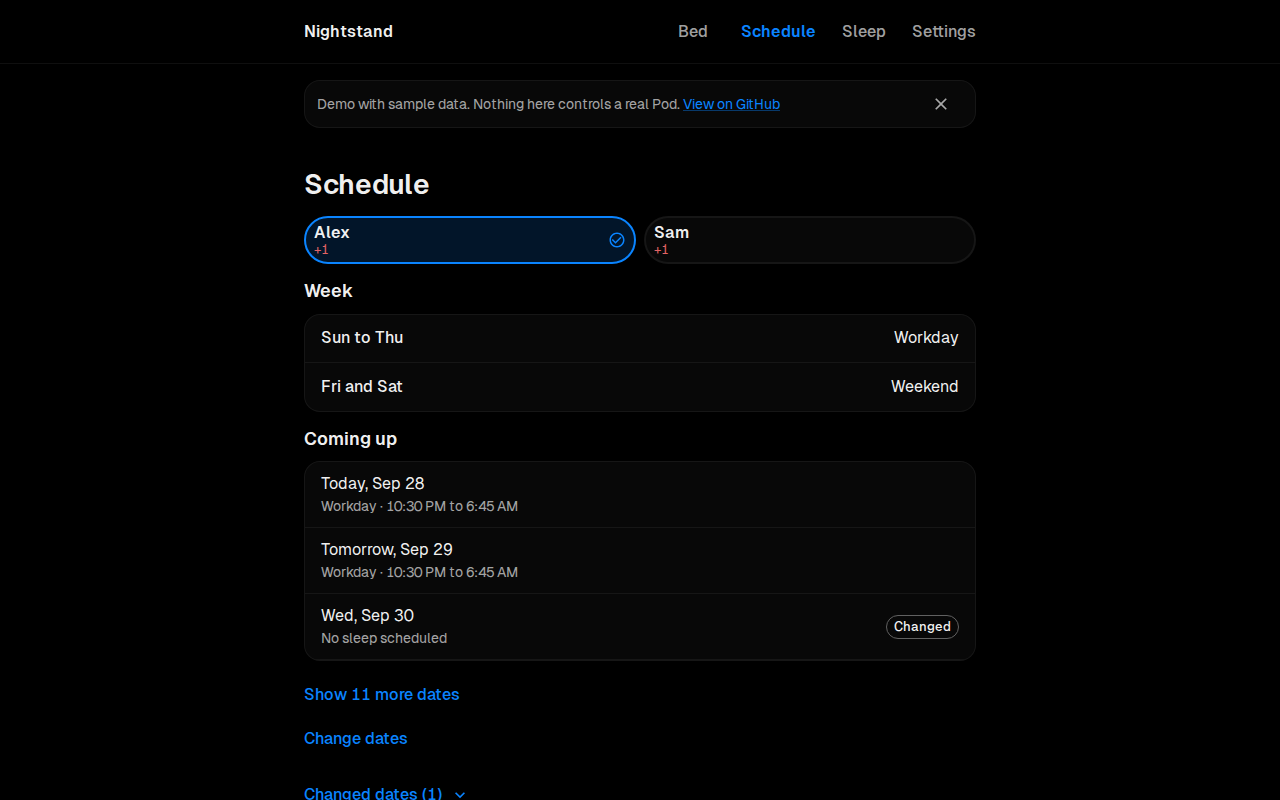 Nightstand
Bed Schedule Sleep Settings
Demo with sample data. Nothing here controls a real Pod. View on GitHub
Schedule
Alex
+1
Sam
+1
Week
Sun to Thu Workday
Fri and Sat Weekend
Coming up
Today, Sep 28
Workday · 10:30 PM to 6:45 AM
Tomorrow, Sep 29
Workday · 10:30 PM to 6:45 AM
Wed, Sep 30
No sleep scheduled
Changed
Show 11 more dates
Change dates
Changed dates (1)